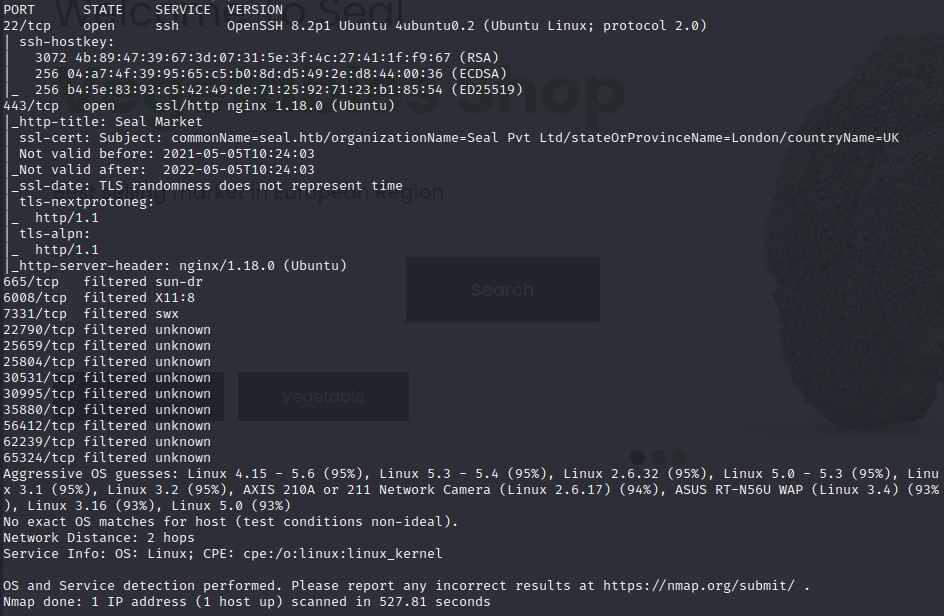 PORT STATE SERVICE VERSION
22/tcp open ssh OpenSSH 8.2p1 Ubuntu 4ubuntu0.2 (Ubuntu Linux; protocol 2.0)
| ssh-hostkey:
| 3072 4b:89:47:39:67:3d:07:31:5e:3f:4c:27:41:1f:f9:67 (RSA)
| 256 04:a7:4f:39:95:65:c5:b0:8d:d5:49:2e:d8:44:00:36 (ECDSA)
|_ 256 b4:5e:83:93:c5:42:49:de:71:25:92:71:23:b1:85:54 (ED25519)
443/tcp open ssl/http nginx 1.18.0 (Ubuntu)
|_http-title: Seal Market
| ssl-cert: Subject: commonName=seal.htb/organizationName=Seal Pvt Ltd/stateOrProvinceName=London/countryName=UK
| Not valid before: 2021-05-05T10:24:03
|_Not valid after: 2022-05-05T10:24:03
|_ssl-date: TLS randomness does not represent time
| tls-nextprotoneg:
|_ http/1.1
| tls-alpn:
|_ http/1.1
|_http-server-header: nginx/1.18.0 (Ubuntu)
665/tcp filtered sun-dr
6008/tcp filtered X11:8
7331/tcp filtered swx
22790/tcp filtered unknown
25659/tcp filtered unknown
25804/tcp filtered unknown
30531/tcp filtered unknown
30995/tcp filtered unknown
35880/tcp filtered unknown
56412/tcp filtered unknown
62239/tcp filtered unknown
65324/tcp filtered unknown
Aggressive OS guesses: Linux 4.15 - 5.6 (95%), Linux 5.3 - 5.4 (95%), Linux 2.6.32 (95%), Linux 5.0 - 5.3 (95%), Linu
x 3.1 (95%), Linux 3.2 (95%), AXIS 210A or 211 Network Camera (Linux 2.6.17) (94%), ASUS RT-N56U WAP (Linux 3.4) (93%
), Linux 3.16 (93%), Linux 5.0 (93%)
No exact OS matches for host (test conditions non-ideal).
Network Distance: 2 hops
Service Info: OS: Linux; CPE: cpe:/o:linux:linux_kernel
OS and Service detection performed. Please report any incorrect results at https://nmap.org/submit/ .
Nmap done: 1 IP address (1 host up) scanned in 527.81 seconds
Welcome to Seal
Shop
Best selling market in European Region
Search
Vegetable